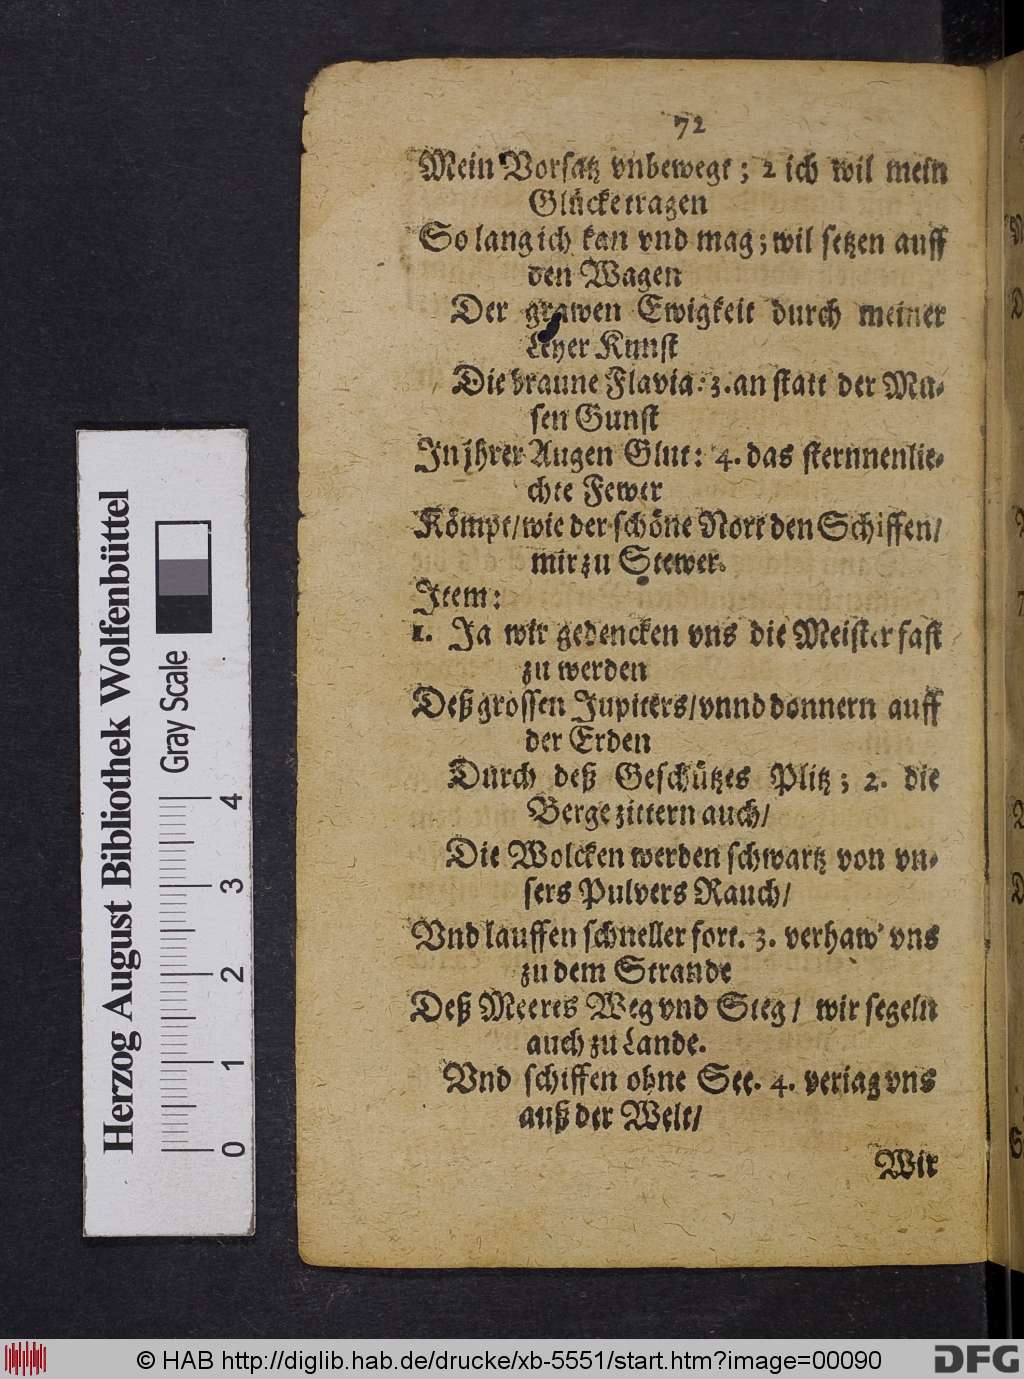 72
Mein Vorsatz vnbewegt; 2 ich wil mein
Glücke tragen
So lang ich kan vnd mag; wil setzen auff
den Wagen
Der grawen Ewigkeit durch meiner
Leyer Kunst
Die braune Flavia. 3. an statt der Mu-
sen Gunst
In jhrer Augen Glut: 4. das sternnenlie-
chte Fewer
Kömpt/ wie der schöne Nort den Schiffen/
mir zu Stewer.
Item:
1. Ja wir gedencken vns die Meister fast
zu werden
Deß grossen Jupiters/ vnnd donnern auff
der Erden
Durch deß Geschützes Plitz; 2. die
Berge zittern auch/
Die Wolcken werden schwartz von vn-
sers Pulvers Rauch/
Vnd lauffen schneller fort. 3. verhaw' vns
zu dem Strande
Deß Meeres Weg vnd Steg/ wir segeln
auch zu Lande.
Vnd schiffen ohne See. 4. veriag vns
auß der Welt/
Wir
Herzog August Bibliothek Wolfenbüttel
Gray Scale
0 1 2 3 4
© HAB http://diglib.hab.de/drucke/xb-5551/start.htm?image=00090
DFG